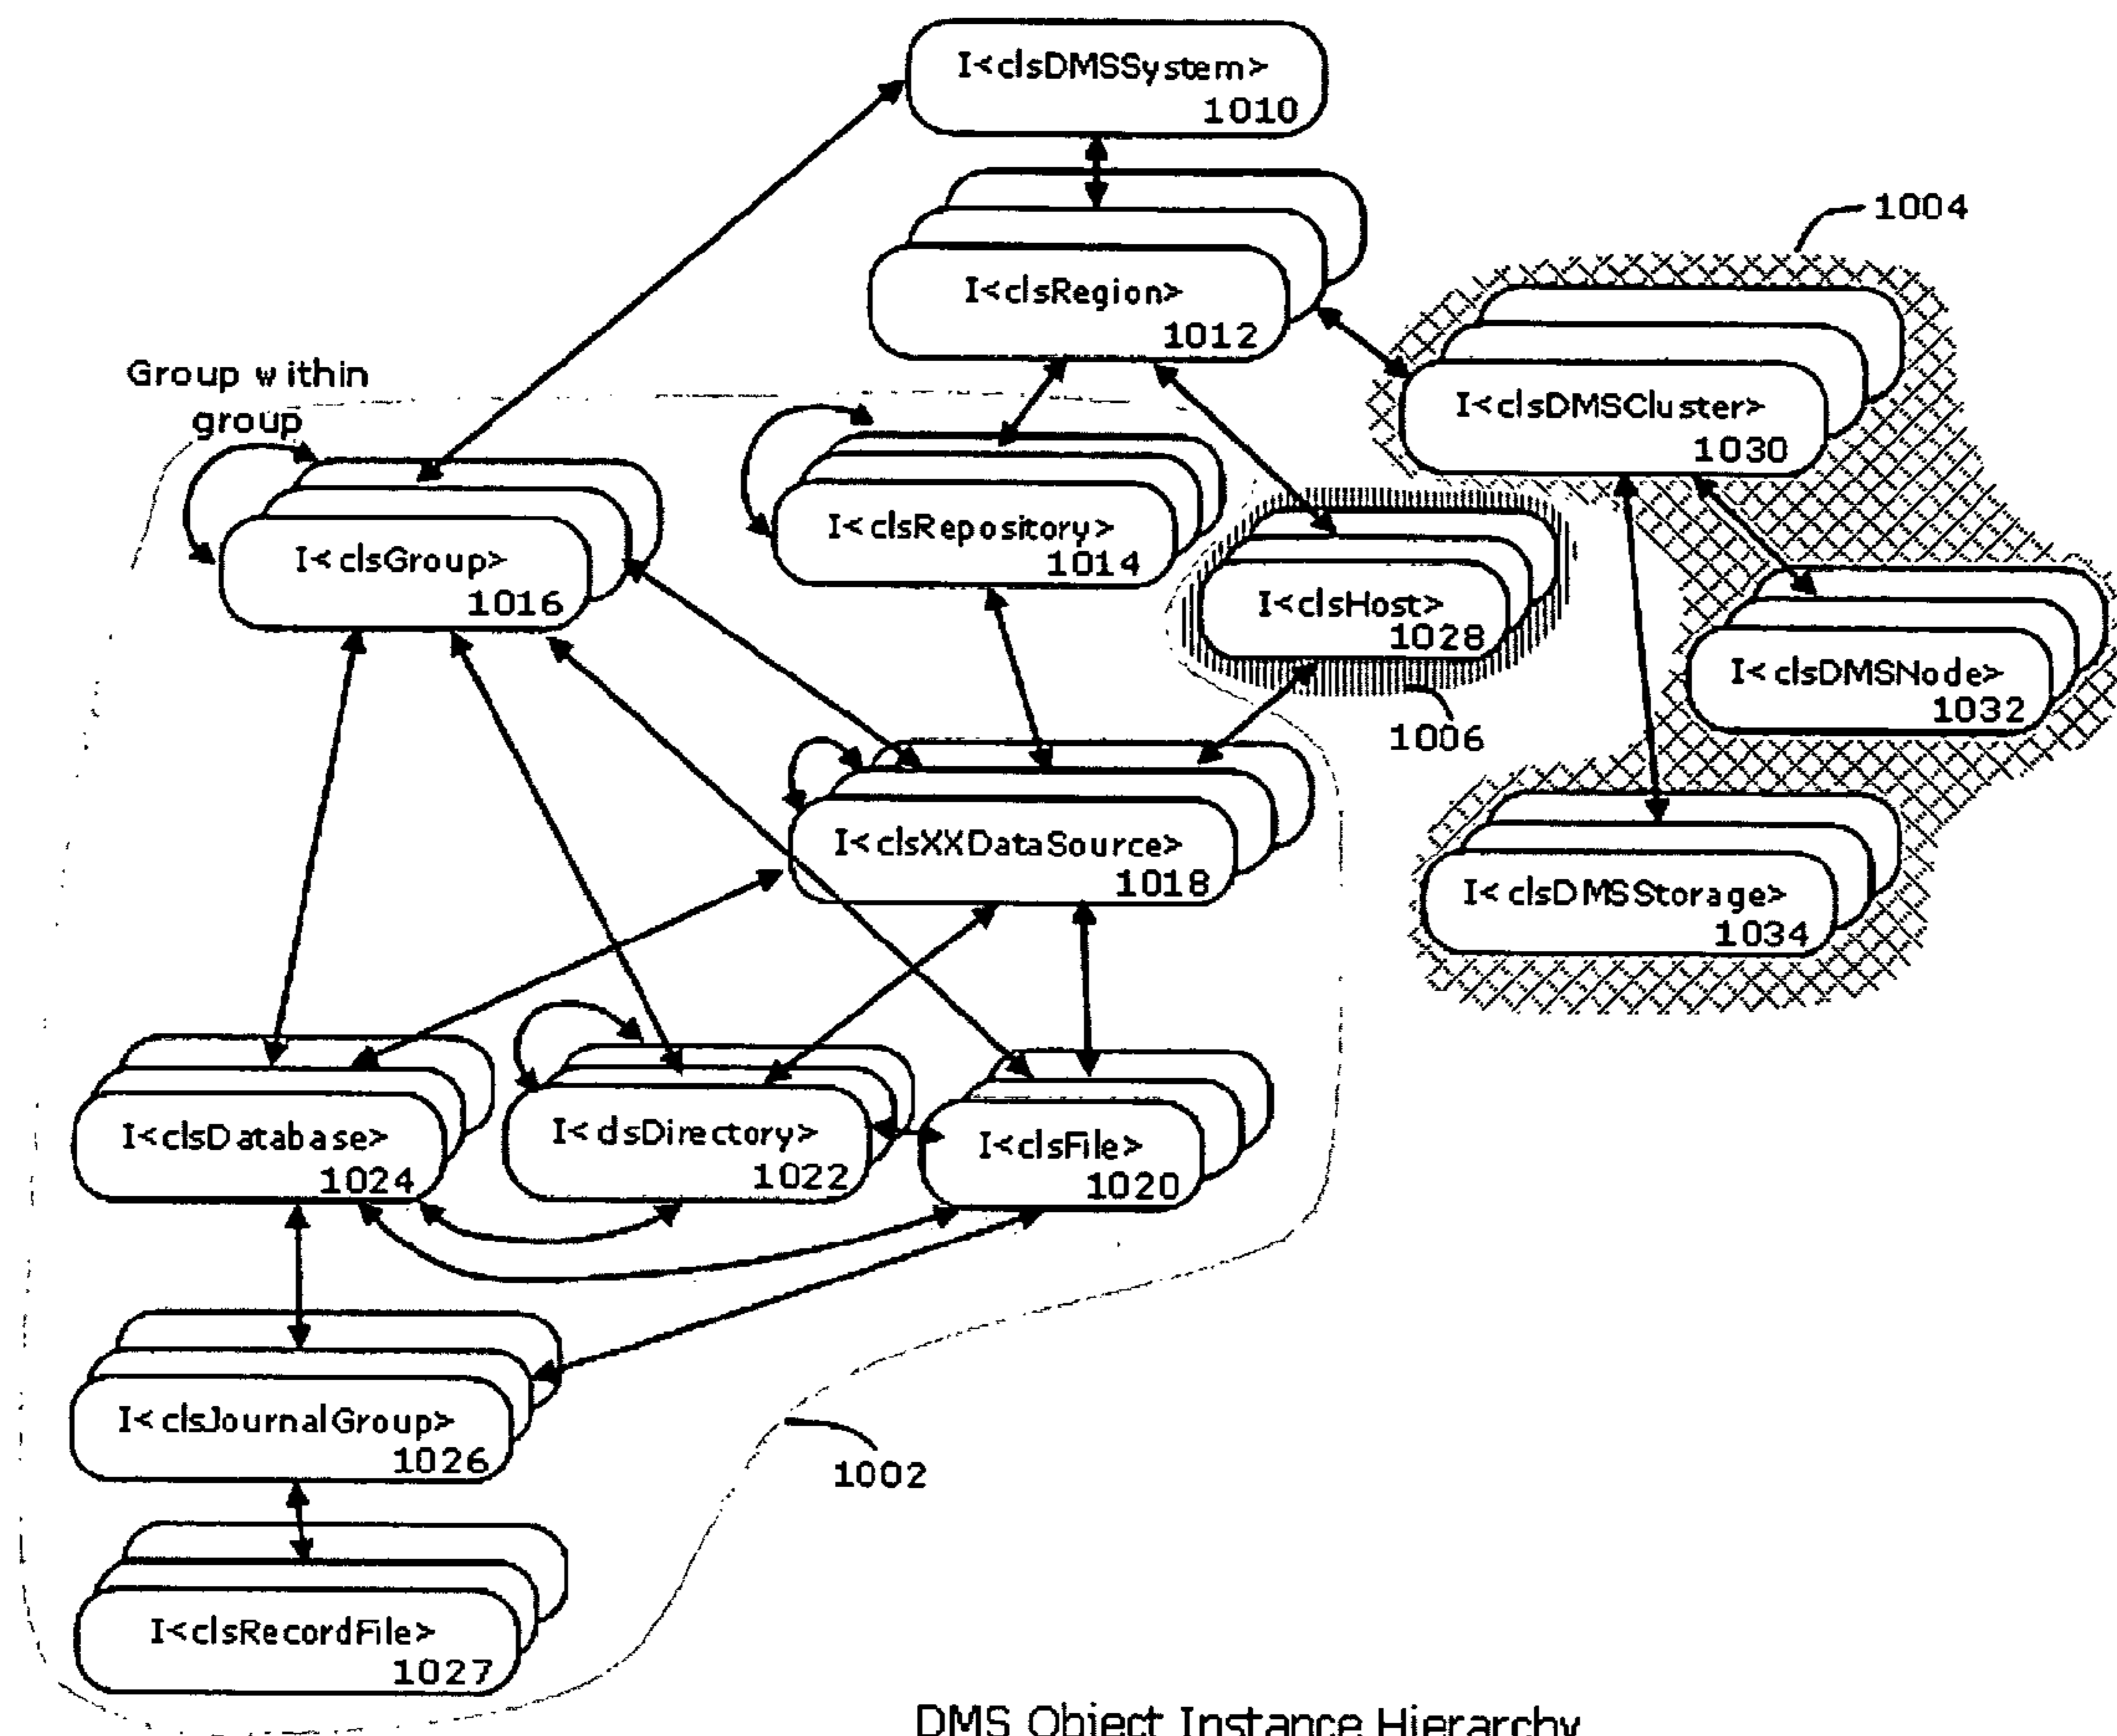 I<clsDMSSystem>
1010
1004
I<clsRegion>
1012
Group within
group
I<clsDMSCluster>
1030
I<clsRepository>
1014
I<clsGroup>
1016
I<clsHost>
1028
I<clsDMSNode>
1032
1006
I<clsXXDataSource>
1018
I<clsDMSStorage>
1034
I<clsDatabase>
1024
I<clsDirectory>
1022
I<clsFile>
1020
I<clsJournalGroup>
1026
1002
I<clsRecordFile>
1027
DMS Object Instance Hierarchy